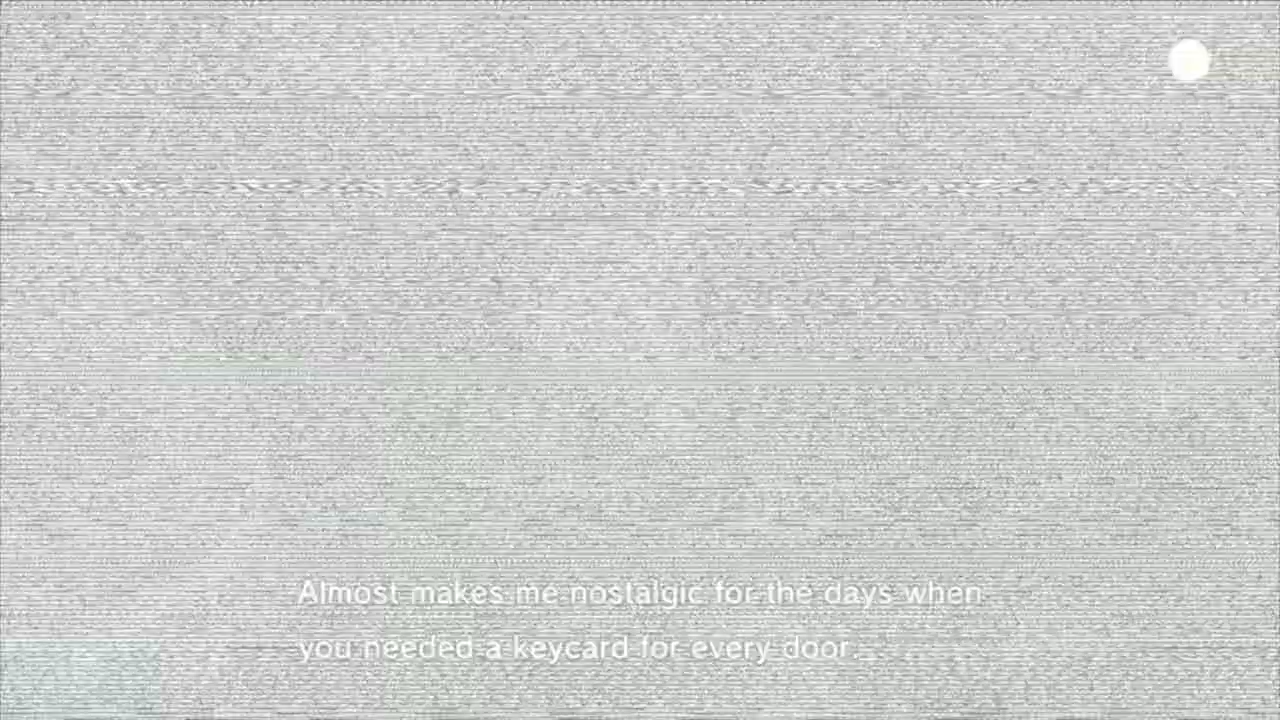 Almost makes me nostalgic for the days when
you needed a keycard for every door.